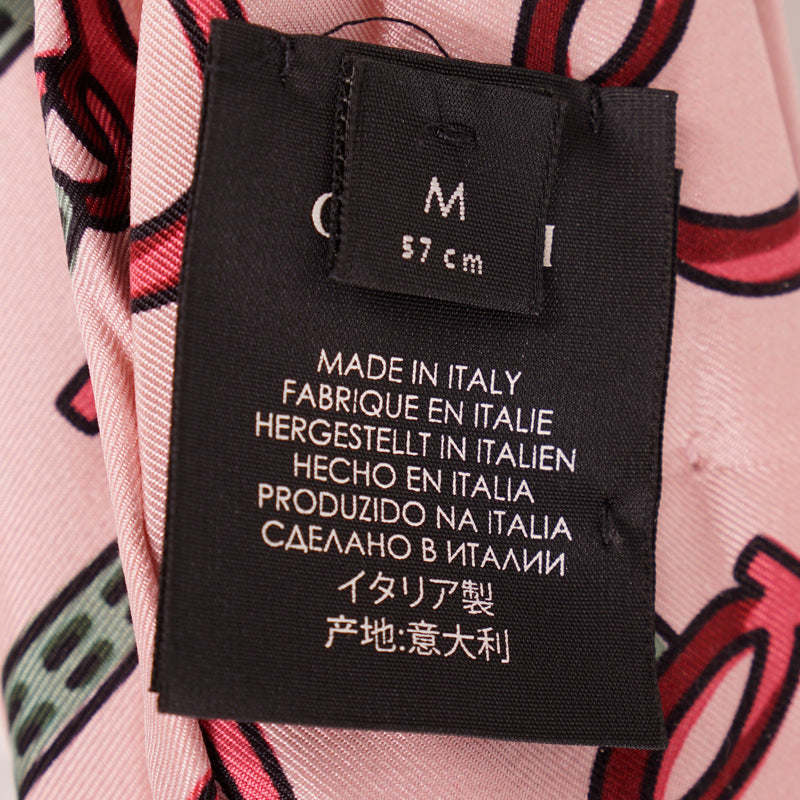 M
57 cm
MADE IN ITALY
FABRIQUE EN ITALIE
HERGESTELLT IN ITALIEN
HECHO EN ITALIA
PRODUZIDO NA ITALIA
СДЕЛАНО В ИТАЛИИ
イタリア製
产地:意大利